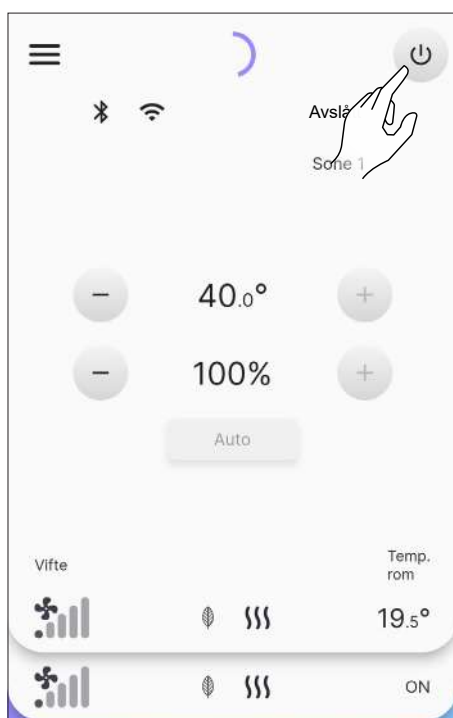 Avslå
Sone 1
40.0°
100%
Auto
Vifte
Temp.
rom
19.5°
ON